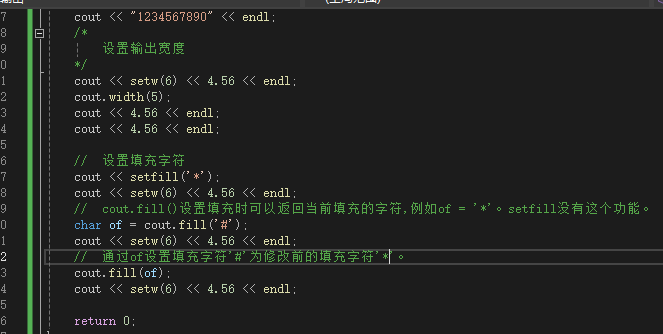 7 cout << "1234567890" << endl;
8 /*
9 设置输出宽度
0 */
1 cout << setw(6) << 4.56 << endl;
2 cout.width(5);
3 cout << 4.56 << endl;
4 cout << 4.56 << endl;
5
6 // 设置填充字符
7 cout << setfill('*');
8 cout << setw(6) << 4.56 << endl;
9 // cout.fill()设置填充时可以返回当前填充的字符,例如of = '*'。setfill没有这个功能。
0 char of = cout.fill('#');
1 cout << setw(6) << 4.56 << endl;
2 // 通过of设置填充字符'#'为修改前的填充字符'*'。
3 cout.fill(of);
4 cout << setw(6) << 4.56 << endl;
5
6 return 0;